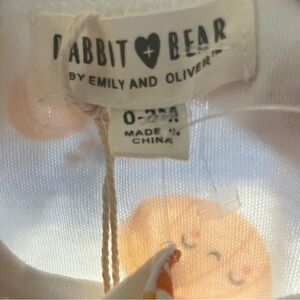 RABBIT BEAR
BY EMILY AND OLIVER
0-3M
MADE IN
CHINA